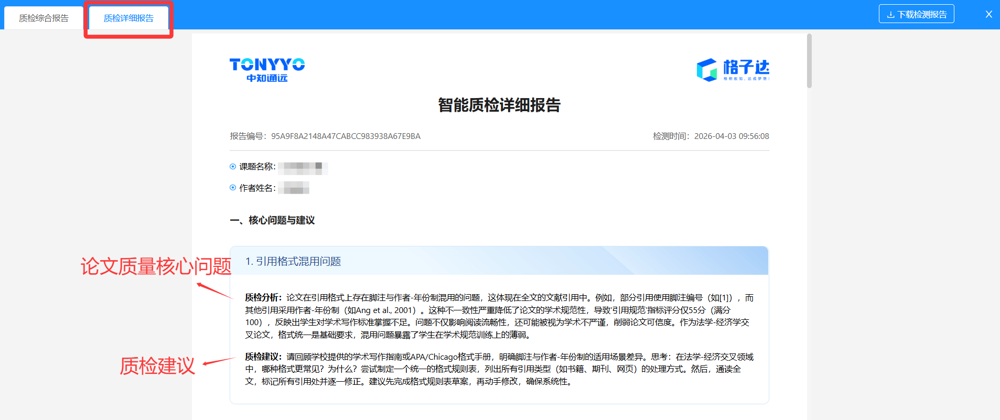 质检综合报告
质检详细报告
下载检测报告
TONYYO
中知通远
格子达
格物致知，达成梦想！
智能质检详细报告
报告编号：95A9F8A2148A47CABCC983938A67E9BA
检测时间：2026-04-03 09:56:08
课题名称：
作者姓名：
一、核心问题与建议
论文质量核心问题
1. 引用格式混用问题
质检分析：论文在引用格式上存在脚注与作者-年份制混用的问题，这体现在全文的文献引用中。例如，部分引用使用脚注编号（如[1]），而
其他引用采用作者-年份制（如Ang et al., 2001）。这种不一致性严重降低了论文的学术规范性，导致'引用规范'指标评分仅55分（满分
100），反映出学生对学术写作标准掌握不足。问题不仅影响阅读流畅性，还可能被视为学术不严谨，削弱论文可信度。作为法学-经济学交
叉论文，格式统一是基础要求，混用问题暴露了学生在学术规范训练上的薄弱。
质检建议
质检建议：请回顾学校提供的学术写作指南或APA/Chicago格式手册，明确脚注与作者-年份制的适用场景差异。思考：在法学-经济交叉领域
中，哪种格式更常见？为什么？尝试制定一个统一的格式规则表，列出所有引用类型（如书籍、期刊、网页）的处理方式。然后，通读全
文，标记所有引用处并逐一修正。建议先完成格式规则表草案，再动手修改，确保系统性。